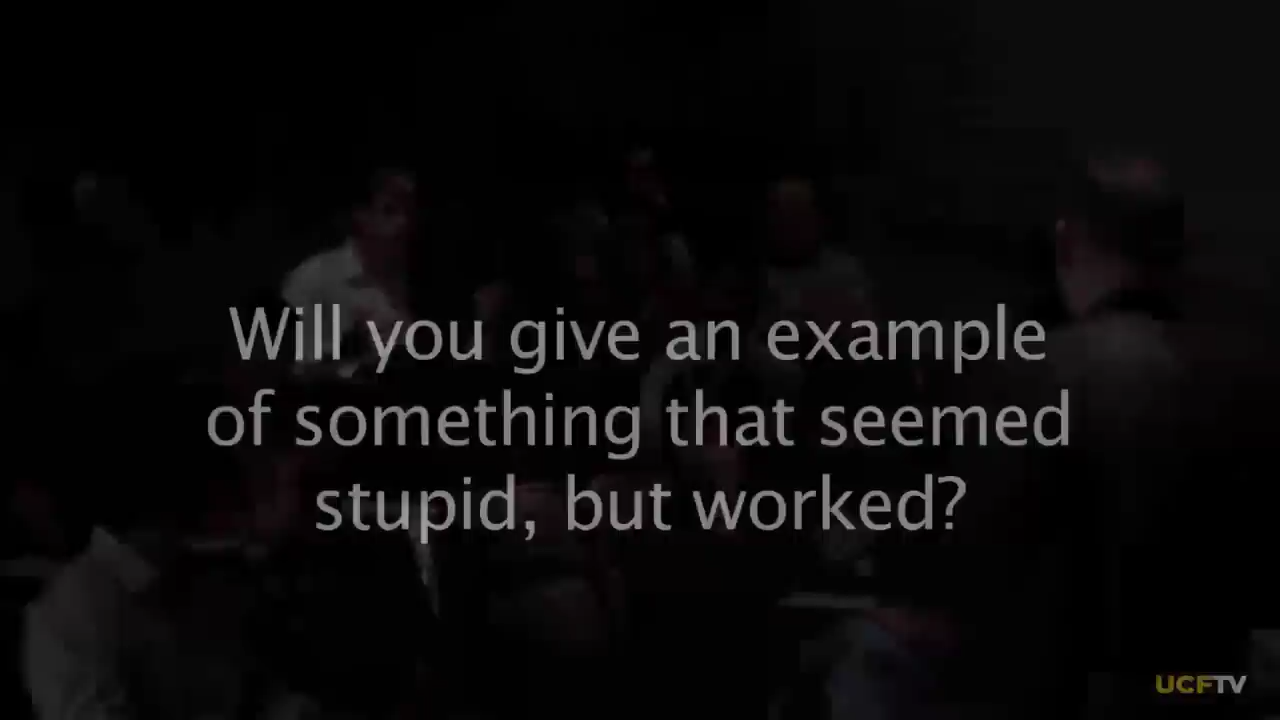 Will you give an example
of something that seemed
stupid, but worked?
UCFTV